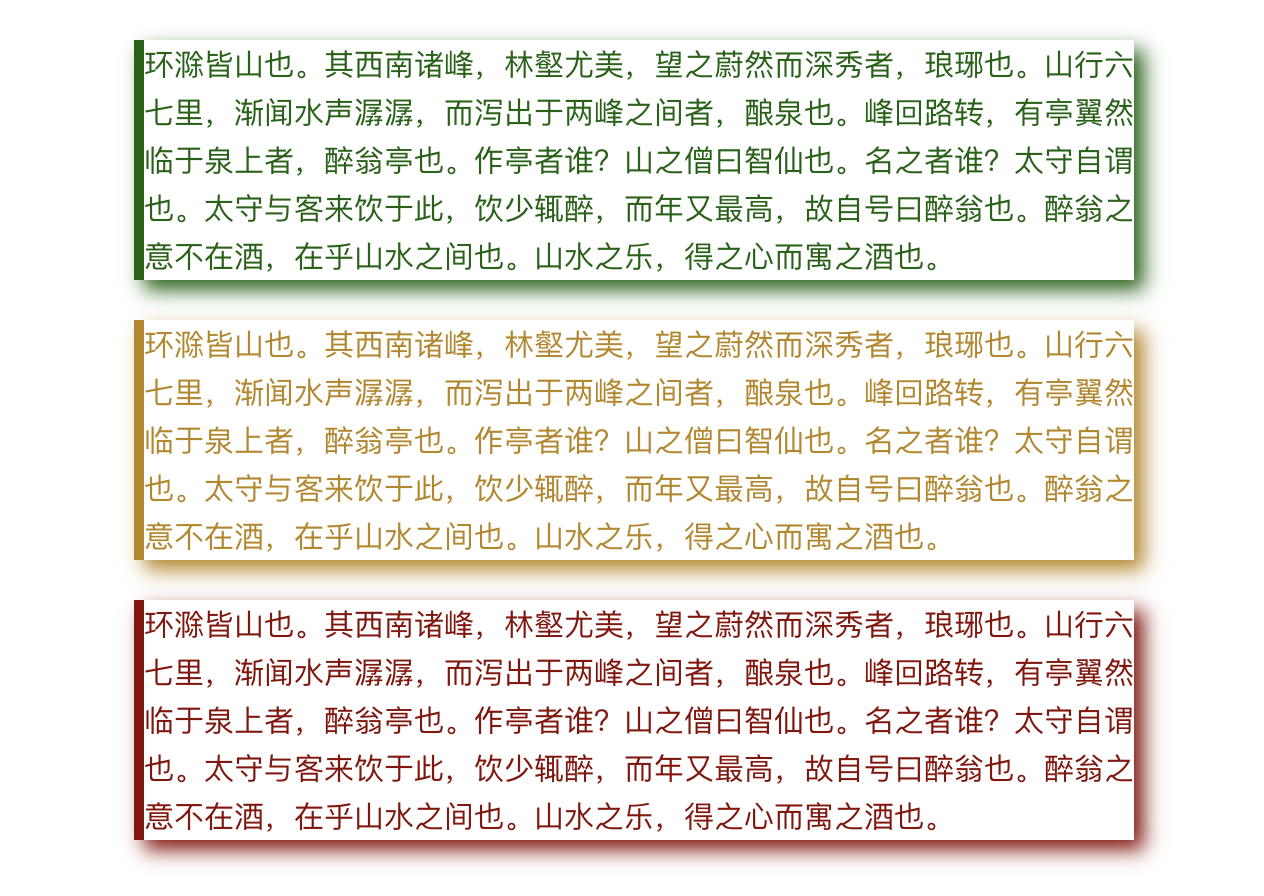 环滁皆山也。其西南诸峰，林壑尤美，望之蔚然而深秀者，琅琊也。山行六
七里，渐闻水声潺潺，而泻出于两峰之间者，酿泉也。峰回路转，有亭翼然
临于泉上者，醉翁亭也。作亭者谁？山之僧曰智仙也。名之者谁？太守自谓
也。太守与客来饮于此，饮少辄醉，而年又最高，故自号曰醉翁也。醉翁之
意不在酒，在乎山水之间也。山水之乐，得之心而寓之酒也。
环滁皆山也。其西南诸峰，林壑尤美，望之蔚然而深秀者，琅琊也。山行六
七里，渐闻水声潺潺，而泻出于两峰之间者，酿泉也。峰回路转，有亭翼然
临于泉上者，醉翁亭也。作亭者谁？山之僧曰智仙也。名之者谁？太守自谓
也。太守与客来饮于此，饮少辄醉，而年又最高，故自号曰醉翁也。醉翁之
意不在酒，在乎山水之间也。山水之乐，得之心而寓之酒也。
环滁皆山也。其西南诸峰，林壑尤美，望之蔚然而深秀者，琅琊也。山行六
七里，渐闻水声潺潺，而泻出于两峰之间者，酿泉也。峰回路转，有亭翼然
临于泉上者，醉翁亭也。作亭者谁？山之僧曰智仙也。名之者谁？太守自谓
也。太守与客来饮于此，饮少辄醉，而年又最高，故自号曰醉翁也。醉翁之
意不在酒，在乎山水之间也。山水之乐，得之心而寓之酒也。